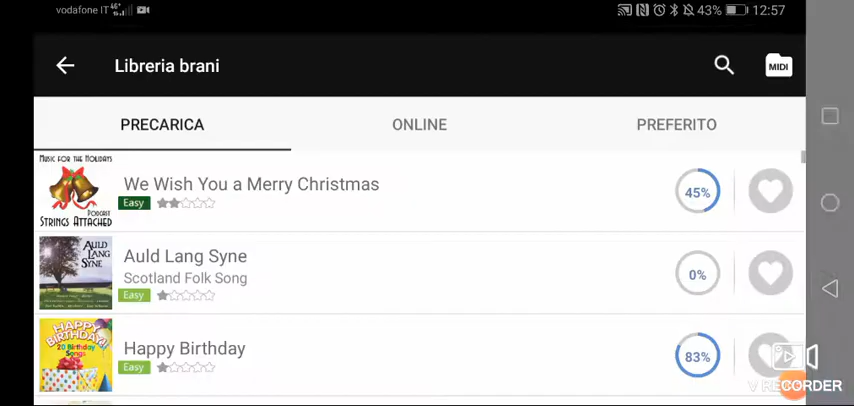 vodafone IT 4G+
43% 12:57
Libreria brani
MIDI
PRECARICA ONLINE PREFERITO
MUSIC FOR THE HOLIDAYS
PODCAST
STRINGS ATTACHED
We Wish You a Merry Christmas
Easy
45%
AULD
LANG
SYNE
Auld Lang Syne
Scotland Folk Song
Easy
0%
HAPPY
BIRTHDAY!
20 Birthday
Songs
Happy Birthday
Easy
83%
V RECORDER